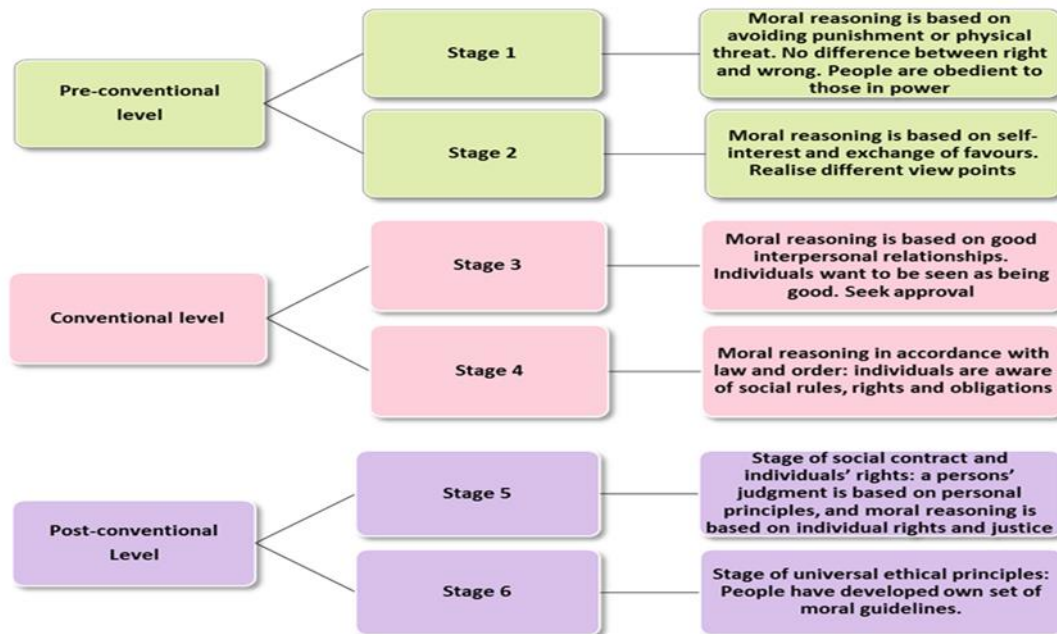 Pre-conventional
level
Stage 1
Moral reasoning is based on
avoiding punishment or physical
threat. No difference between right
and wrong. People are obedient to
those in power
Stage 2
Moral reasoning is based on self-
interest and exchange of favours.
Realise different view points
Conventional level
Stage 3
Moral reasoning is based on good
interpersonal relationships.
Individuals want to be seen as being
good. Seek approval
Stage 4
Moral reasoning in accordance with
law and order: individuals are aware
of social rules, rights and obligations
Post-conventional
Level
Stage 5
Stage of social contract and
individuals’ rights: a persons’
judgment is based on personal
principles, and moral reasoning is
based on individual rights and justice
Stage 6
Stage of universal ethical principles:
People have developed own set of
moral guidelines.